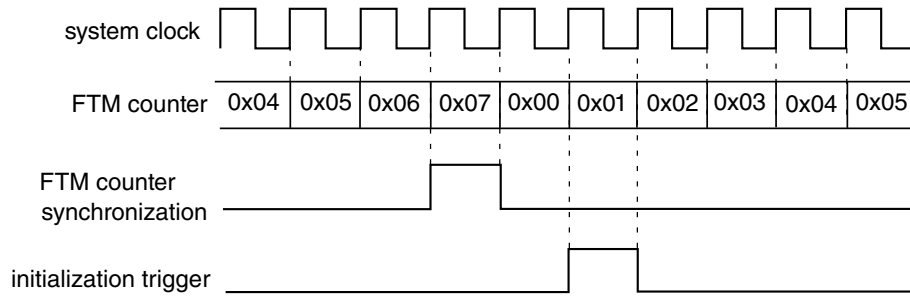 system clock
FTM counter 0x04 0x05 0x06 0x07 0x00 0x01 0x02 0x03 0x04 0x05
FTM counter
synchronization
initialization trigger